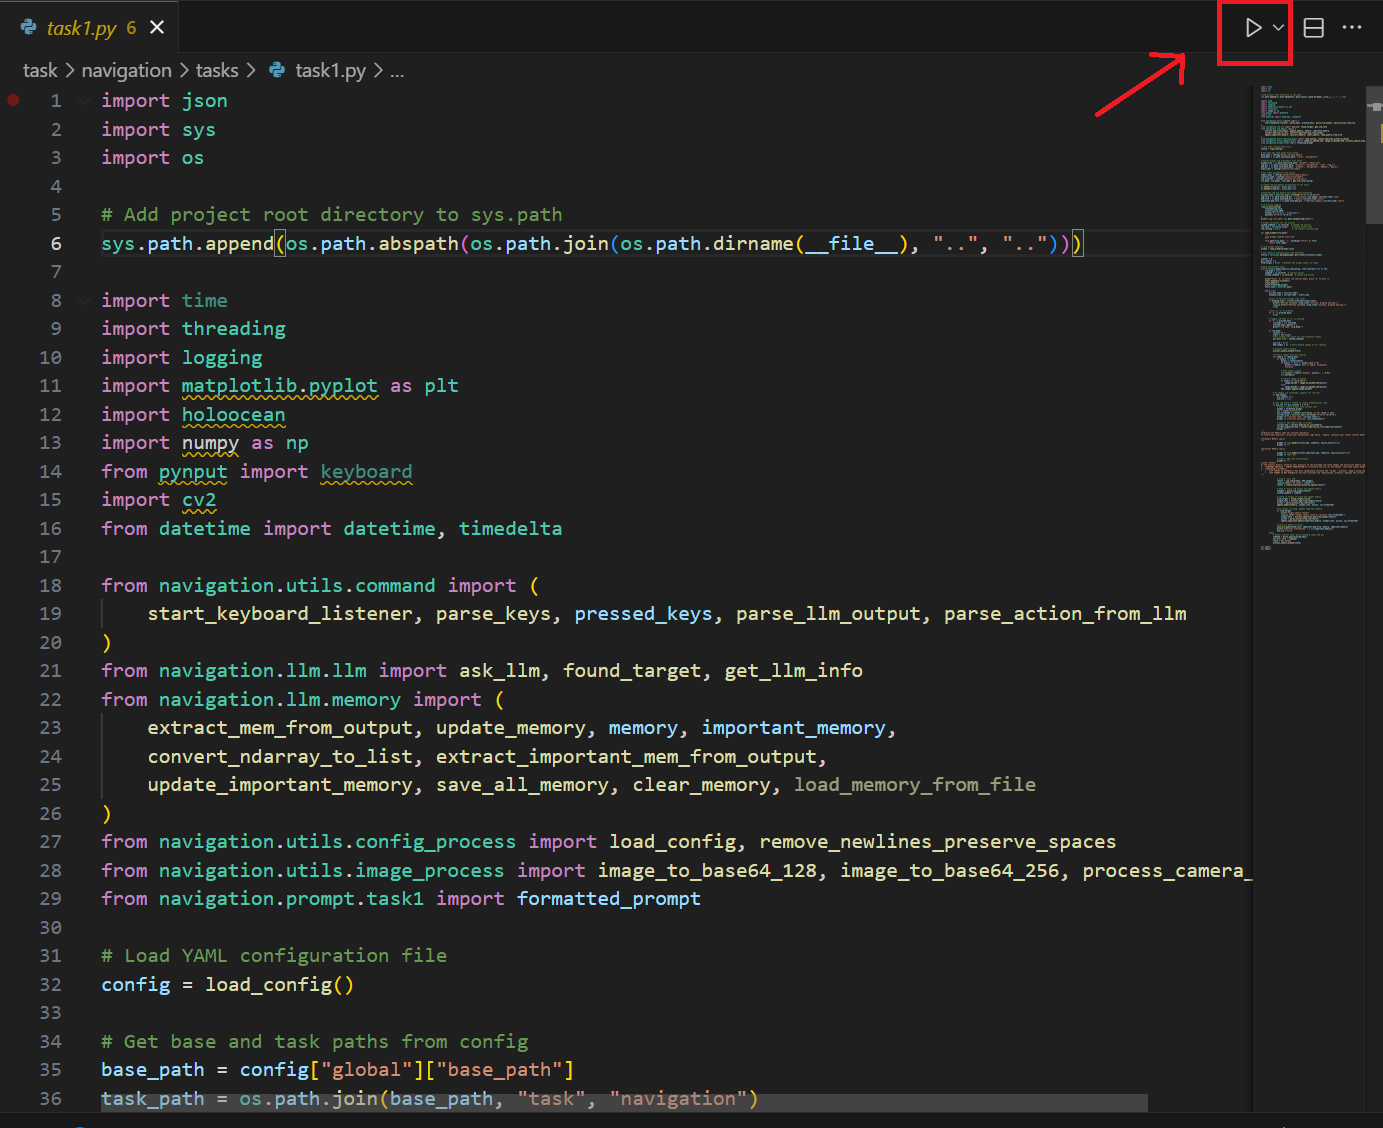 task1.py 6
task > navigation > tasks > task1.py > ...
1 import json
2 import sys
3 import os
4
5 # Add project root directory to sys.path
6 sys.path.append(os.path.abspath(os.path.join(os.path.dirname(__file__), "..", "..")))
7
8 import time
9 import threading
10 import logging
11 import matplotlib.pyplot as plt
12 import holoocean
13 import numpy as np
14 from pynput import keyboard
15 import cv2
16 from datetime import datetime, timedelta
17
18 from navigation.utils.command import (
19     start_keyboard_listener, parse_keys, pressed_keys, parse_llm_output, parse_action_from_llm
20 )
21 from navigation.llm.llm import ask_llm, found_target, get_llm_info
22 from navigation.llm.memory import (
23     extract_mem_from_output, update_memory, memory, important_memory,
24     convert_ndarray_to_list, extract_important_mem_from_output,
25     update_important_memory, save_all_memory, clear_memory, load_memory_from_file
26 )
27 from navigation.utils.config_process import load_config, remove_newlines_preserve_spaces
28 from navigation.utils.image_process import image_to_base64_128, image_to_base64_256, process_camera_
29 from navigation.prompt.task1 import formatted_prompt
30
31 # Load YAML configuration file
32 config = load_config()
33
34 # Get base and task paths from config
35 base_path = config["global"]["base_path"]
36 task_path = os.path.join(base_path, "task", "navigation")